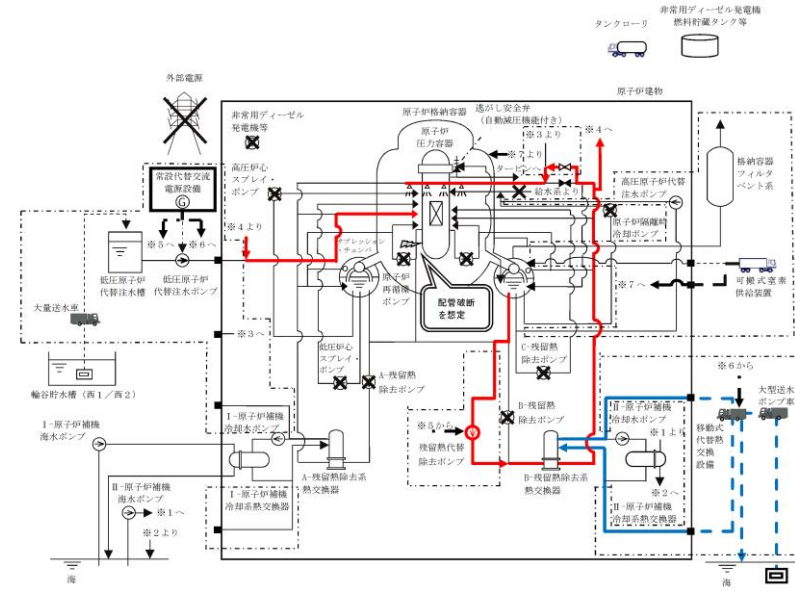 非常用ディーゼル発電機
燃料貯蔵タンク等
タンクローリ
外部電源
原子炉建物
非常用ディーゼル
発電機等
原子炉格納容器
逃がし安全弁
(自動減圧機能付き)
原子炉
圧力容器
※3より
※4へ
※7より
タービンへ
給水系より
格納容器
フィルタ
ベント系
常設代替交流
電源設備
G
高圧炉心
スプレイ・
ポンプ
高圧原子炉代替
注水ポンプ
原子炉隔離時
冷却ポンプ
※4より
※5へ
※6へ
サプレッション
・チェンバ
低圧原子炉
代替注水槽
低圧原子炉
代替注水ポンプ
原子炉
再循環
ポンプ
配管破断
を想定
※7へ
可搬式窒素
供給装置
大量送水車
※3へ
低圧炉心
スプレイ・
ポンプ
A-残留熱
除去ポンプ
C-残留熱
除去ポンプ
輪谷貯水槽(西1/西2)
※6から
大型送水
ポンプ車
Ⅰ-原子炉補機
海水ポンプ
Ⅰ-原子炉補機
冷却水ポンプ
※5から
残留熱代替
除去ポンプ
B-残留熱
除去ポンプ
Ⅱ-原子炉補機
冷却水ポンプ
※1より
移動式
代替熱
交換
設備
Ⅱ-原子炉補機
海水ポンプ
※1へ
※2より
Ⅰ-原子炉補機
冷却系熱交換器
A-残留熱除去系
熱交換器
B-残留熱除去系
熱交換器
※2へ
Ⅱ-原子炉補機
冷却系熱交換器
海
海